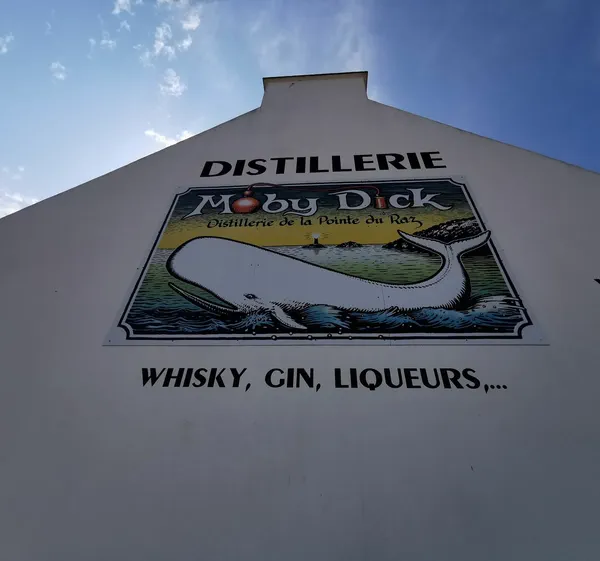 DISTILLERIE
Moby Dick
Distillerie de la Pointe du Raz
WHISKY, GIN, LIQUEURS,...